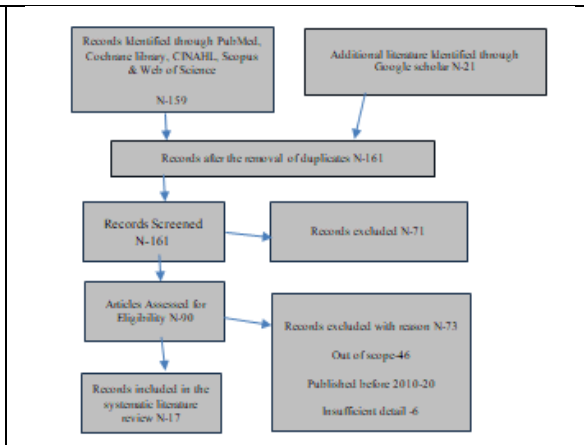 Records Identified through PubMed,
Cochrane library, CINAHL, Scopus
& Web of Science
N-159
Additional literature Identified through
Google scholar N-21
Records after the removal of duplicates N-161
Records Screened
N-161
Records excluded N-71
Articles Assessed for
Eligibility N-90
Records excluded with reason N-73
Out of scope-46
Published before 2010-20
Insufficient detail -6
Records included in the
systematic literature
review N-17